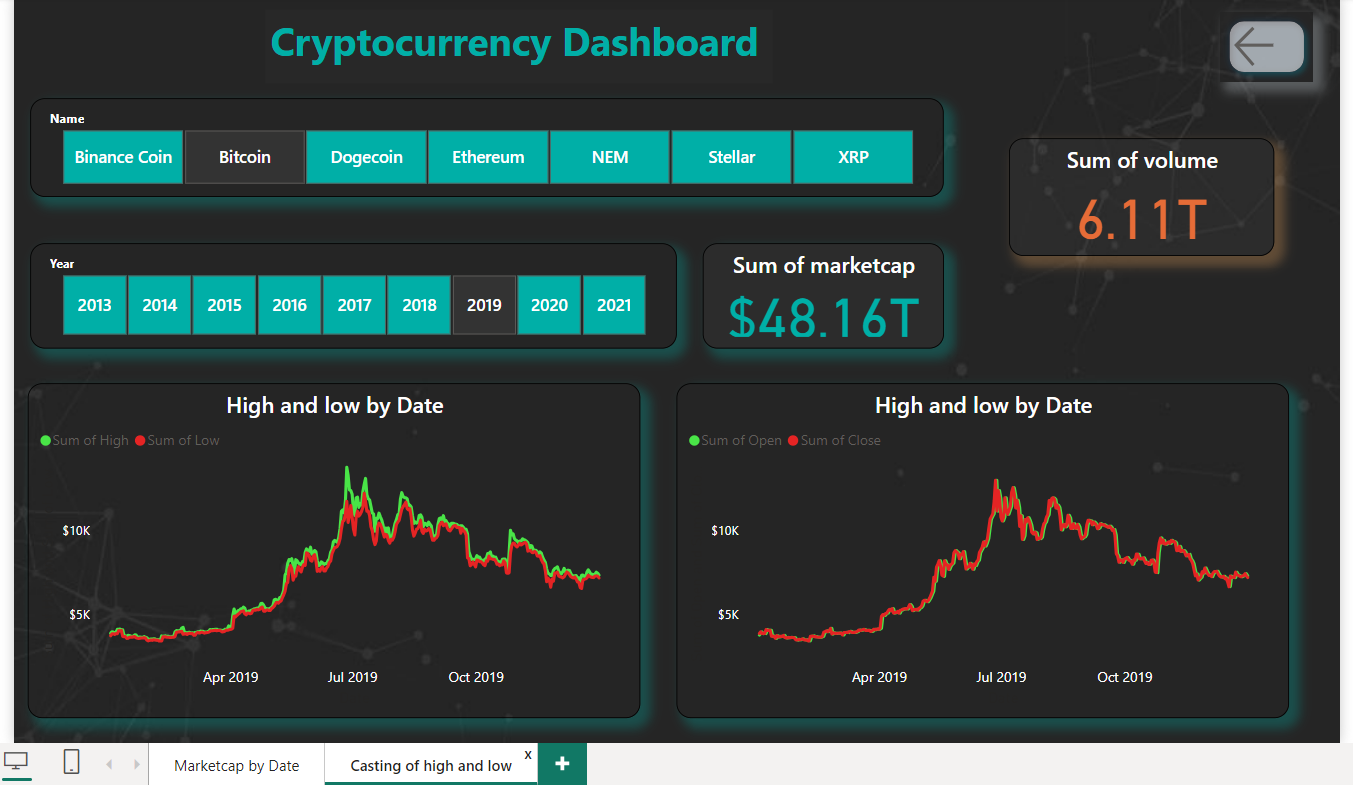 Cryptocurrency Dashboard
Name
Binance Coin
Bitcoin
Dogecoin
Ethereum
NEM
Stellar
XRP
Sum of volume
6.11T
Year
2013
2014
2015
2016
2017
2018
2019
2020
2021
Sum of marketcap
$48.16T
High and low by Date
Sum of High Sum of Low
$10K
$5K
Apr 2019
Jul 2019
Oct 2019
High and low by Date
Sum of Open Sum of Close
$10K
$5K
Apr 2019
Jul 2019
Oct 2019
Marketcap by Date
Casting of high and low
x
+